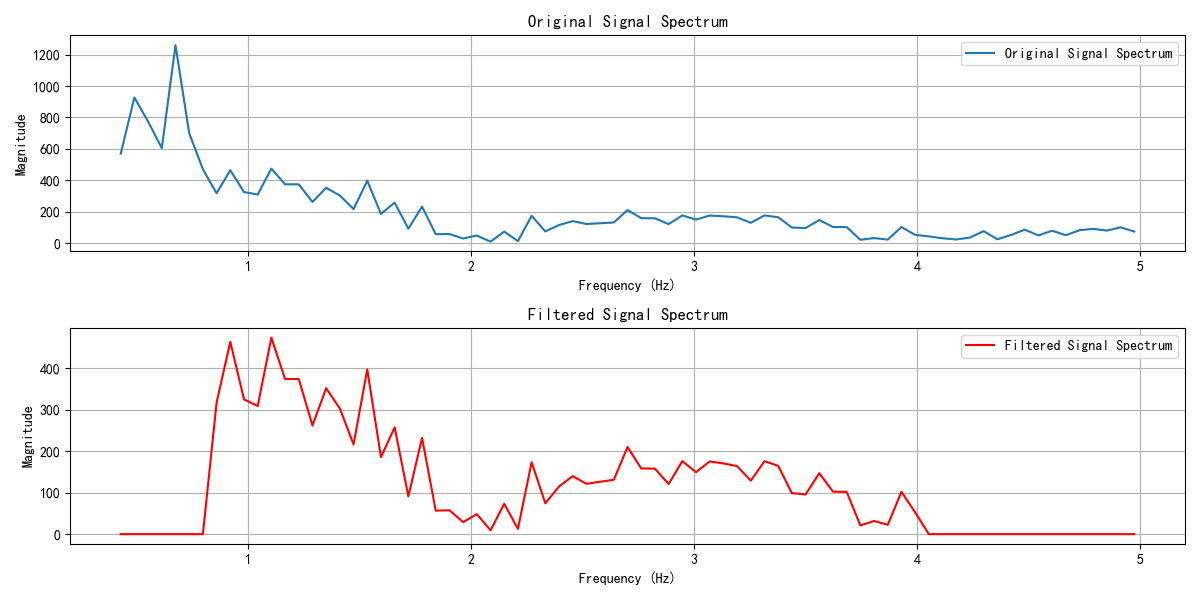 Original Signal Spectrum
Original Signal Spectrum
1200
1000
800
600
400
200
0
Magnitude
1 2 3 4 5
Frequency (Hz)
Filtered Signal Spectrum
Filtered Signal Spectrum
400
300
200
100
0
Magnitude
1 2 3 4 5
Frequency (Hz)